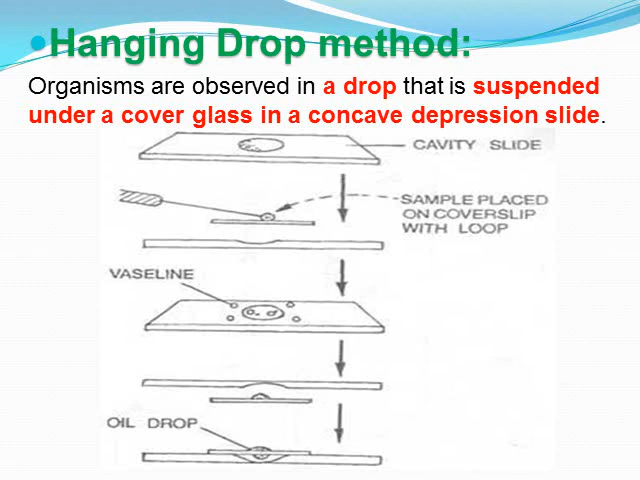 Hanging Drop method:
Organisms are observed in a drop that is suspended
under a cover glass in a concave depression slide.
CAVITY SLIDE
SAMPLE PLACED
ON COVERSLIP
WITH LOOP
VASELINE
OIL DROP